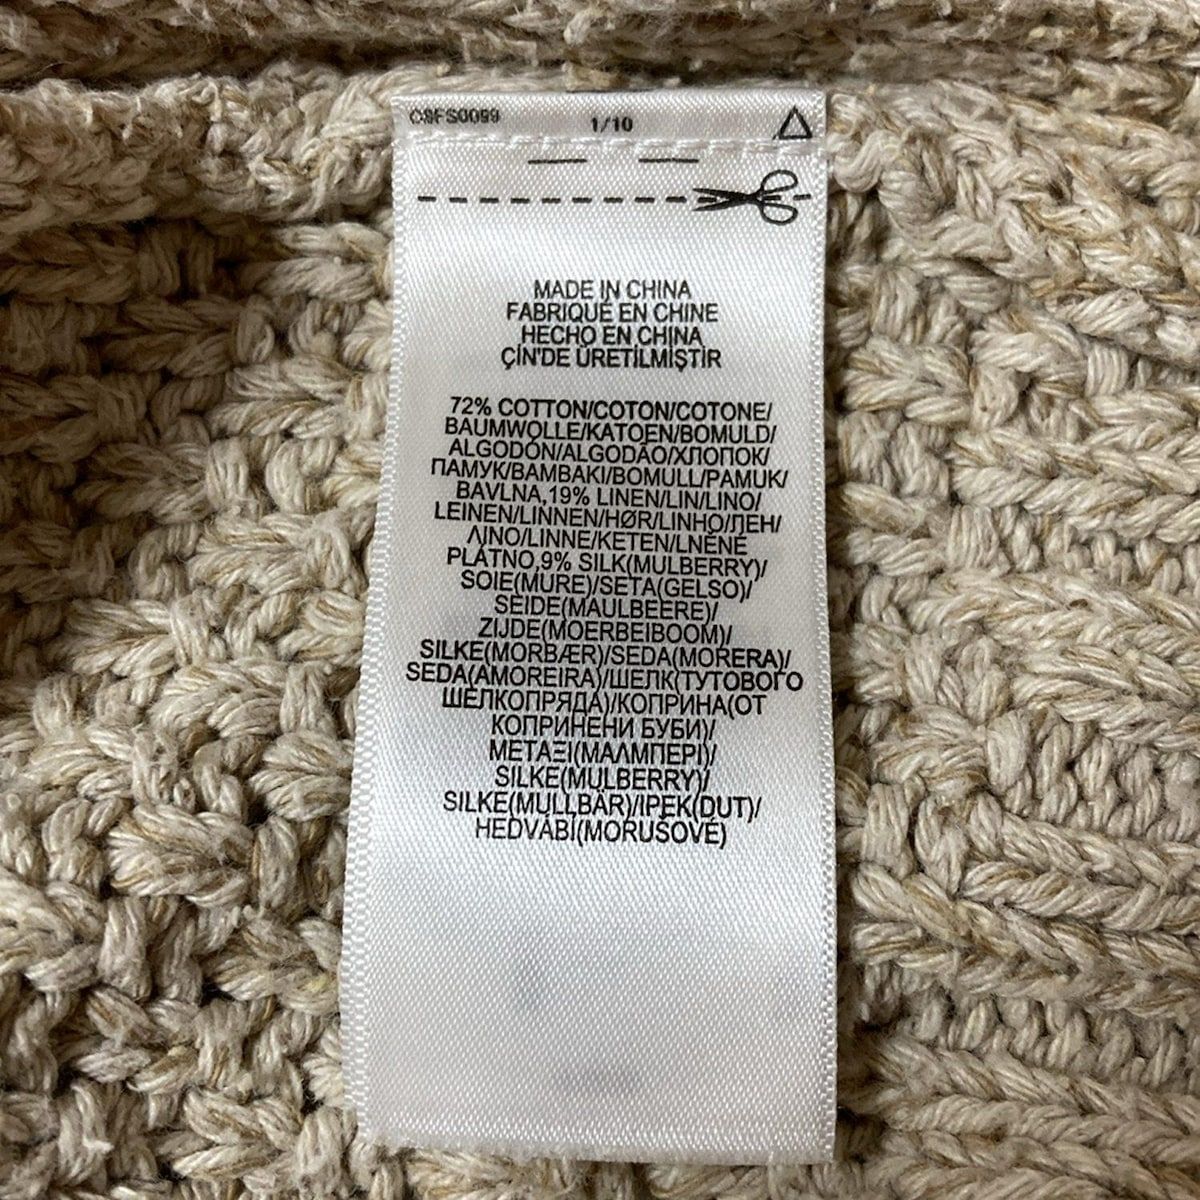 08FS0099 1/10
MADE IN CHINA
FABRIQUÉ EN CHINE
HECHO EN CHINA
ÇİN'DE ÜRETİLMİŞTİR
72% COTTON/COTON/COTONE/
BAUMWOLLE/KATOEN/BOMULD/
ALGODÓN/ALGODÃO/ХЛОПОК/
ПАМУК/ΒΑΜΒΑΚΙ/BOMULL/PAMUK/
BAVLNA,19% LINEN/LIN/LINO/
LEINEN/LINNEN/HØR/LINHO/ЛЕН/
ΛΙΝΟ/LINNE/KETEN/LNĚNÉ
PLÁTNO,9% SILK(MULBERRY)/
SOIE(MURE)/SETA(GELSO)/
SEIDE(MAULBEERE)/
ZIJDE(MOERBEIBOOM)/
SILKE(MORBÆR)/SEDA(MORERA)/
SEDA(AMOREIRA)/ШЕЛК(ТУТОВОГО
ШЕЛКОПРЯДА)/КОПРИНА(ОТ
КОПРИНЕНИ БУБИ)/
ΜΕΤΑΞΙ(ΜΑΛΜΠΕΡΙ)/
SILKE(MULBERRY)/
SILKE(MULLBÄR)/IPEK(DUT)/
HEDVÁBÍ(MORUŠOVÉ)